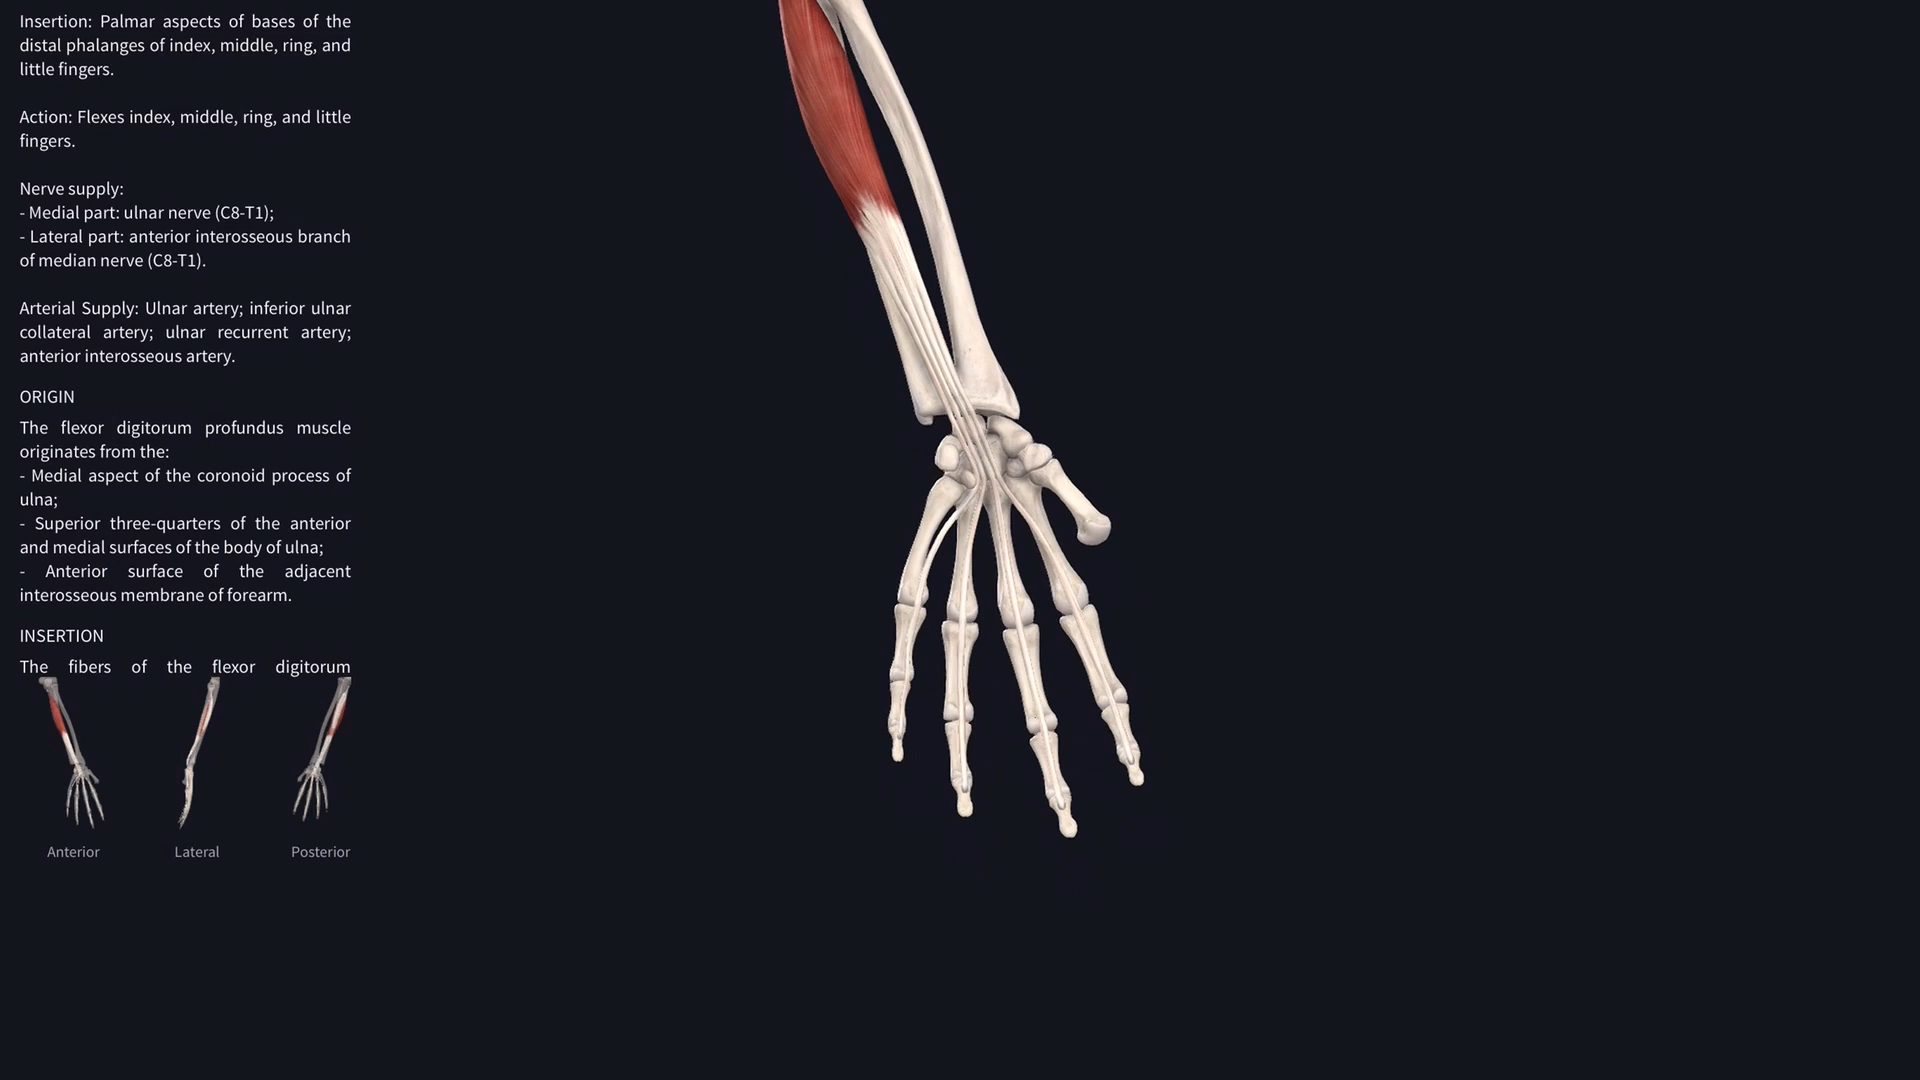 Insertion: Palmar aspects of bases of the
distal phalanges of index, middle, ring, and
little fingers.
Action: Flexes index, middle, ring, and little
fingers.
Nerve supply:
- Medial part: ulnar nerve (C8-T1);
- Lateral part: anterior interosseous branch
of median nerve (C8-T1).
Arterial Supply: Ulnar artery; inferior ulnar
collateral artery; ulnar recurrent artery;
anterior interosseous artery.
ORIGIN
The flexor digitorum profundus muscle
originates from the:
- Medial aspect of the coronoid process of
ulna;
- Superior three-quarters of the anterior
and medial surfaces of the body of ulna;
- Anterior surface of the adjacent
interosseous membrane of forearm.
INSERTION
The fibers of the flexor digitorum
Anterior Lateral Posterior